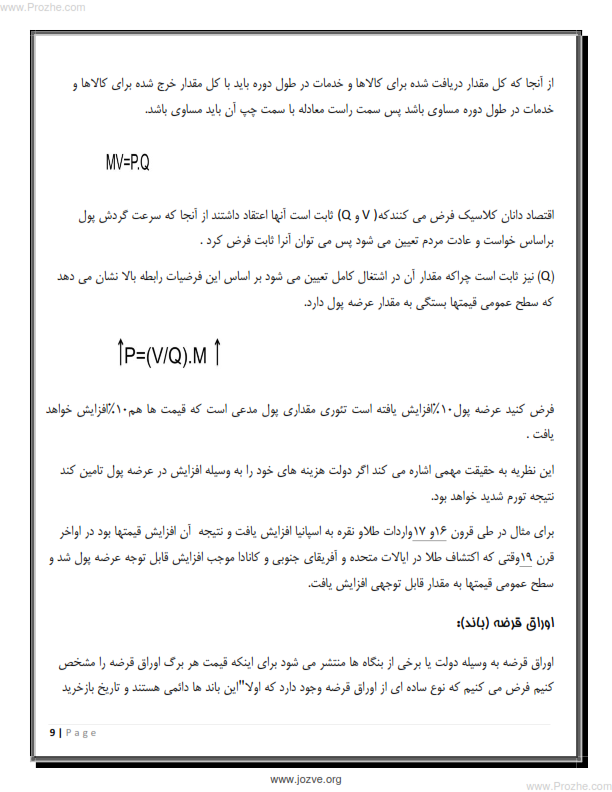 www.Prozhe.com
از آنجا که کل مقدار دریافت شده برای کالاها و خدمات در طول دوره باید با کل مقدار خرج شده برای کالاها و
خدمات در طول دوره مساوی باشد پس سمت راست معادله با سمت چپ آن باید مساوی باشد.
MV=P.Q
اقتصاد دانان کلاسیک فرض می کنندکه( V و Q) ثابت است آنها اعتقاد داشتند از آنجا که سرعت گردش پول
براساس خواست و عادت مردم تعیین می شود پس می توان آنرا ثابت فرض کرد .
(Q) نیز ثابت است چراکه مقدار آن در اشتغال کامل تعیین می شود بر اساس این فرضیات رابطه بالا نشان می دهد
که سطح عمومی قیمتها بستگی به مقدار عرضه پول دارد.
↑P=(V/Q).M ↑
فرض کنید عرضه پول۱۰٪افزایش یافته است تئوری مقداری پول مدعی است که قیمت ها هم۱۰٪افزایش خواهد
یافت .
این نظریه به حقیقت مهمی اشاره می کند اگر دولت هزینه های خود را به وسیله افزایش در عرضه پول تامین کند
نتیجه تورم شدید خواهد بود.
برای مثال در طی قرون ۱۶و ۱۷واردات طلاو نقره به اسپانیا افزایش یافت و نتیجه آن افزایش قیمتها بود در اواخر
قرن ۱۹وقتی که اکتشاف طلا در ایالات متحده و آفریقای جنوبی و کانادا موجب افزایش قابل توجه عرضه پول شد و
سطح عمومی قیمتها به مقدار قابل توجهی افزایش یافت.
اوراق قرضه (باند):
اوراق قرضه به وسیله دولت یا برخی از بنگاه ها منتشر می شود برای اینکه قیمت هر برگ اوراق قرضه را مشخص
کنیم فرض می کنیم که نوع ساده ای از اوراق قرضه وجود دارد که اولا"این باند ها دائمی هستند و تاریخ بازخرید
9 | Page
www.jozve.org
www.Prozhe.com